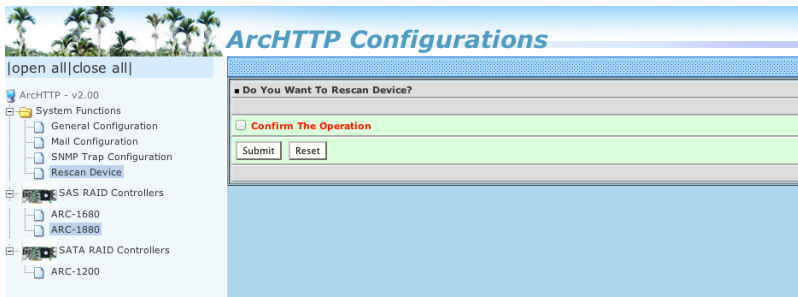 ArcHTTP Configurations
|open all|close all|
ArcHTTP - v2.00
System Functions
General Configuration
Mail Configuration
SNMP Trap Configuration
Rescan Device
SAS RAID Controllers
ARC-1680
ARC-1880
SATA RAID Controllers
ARC-1200
Do You Want To Rescan Device?
Confirm The Operation
Submit Reset